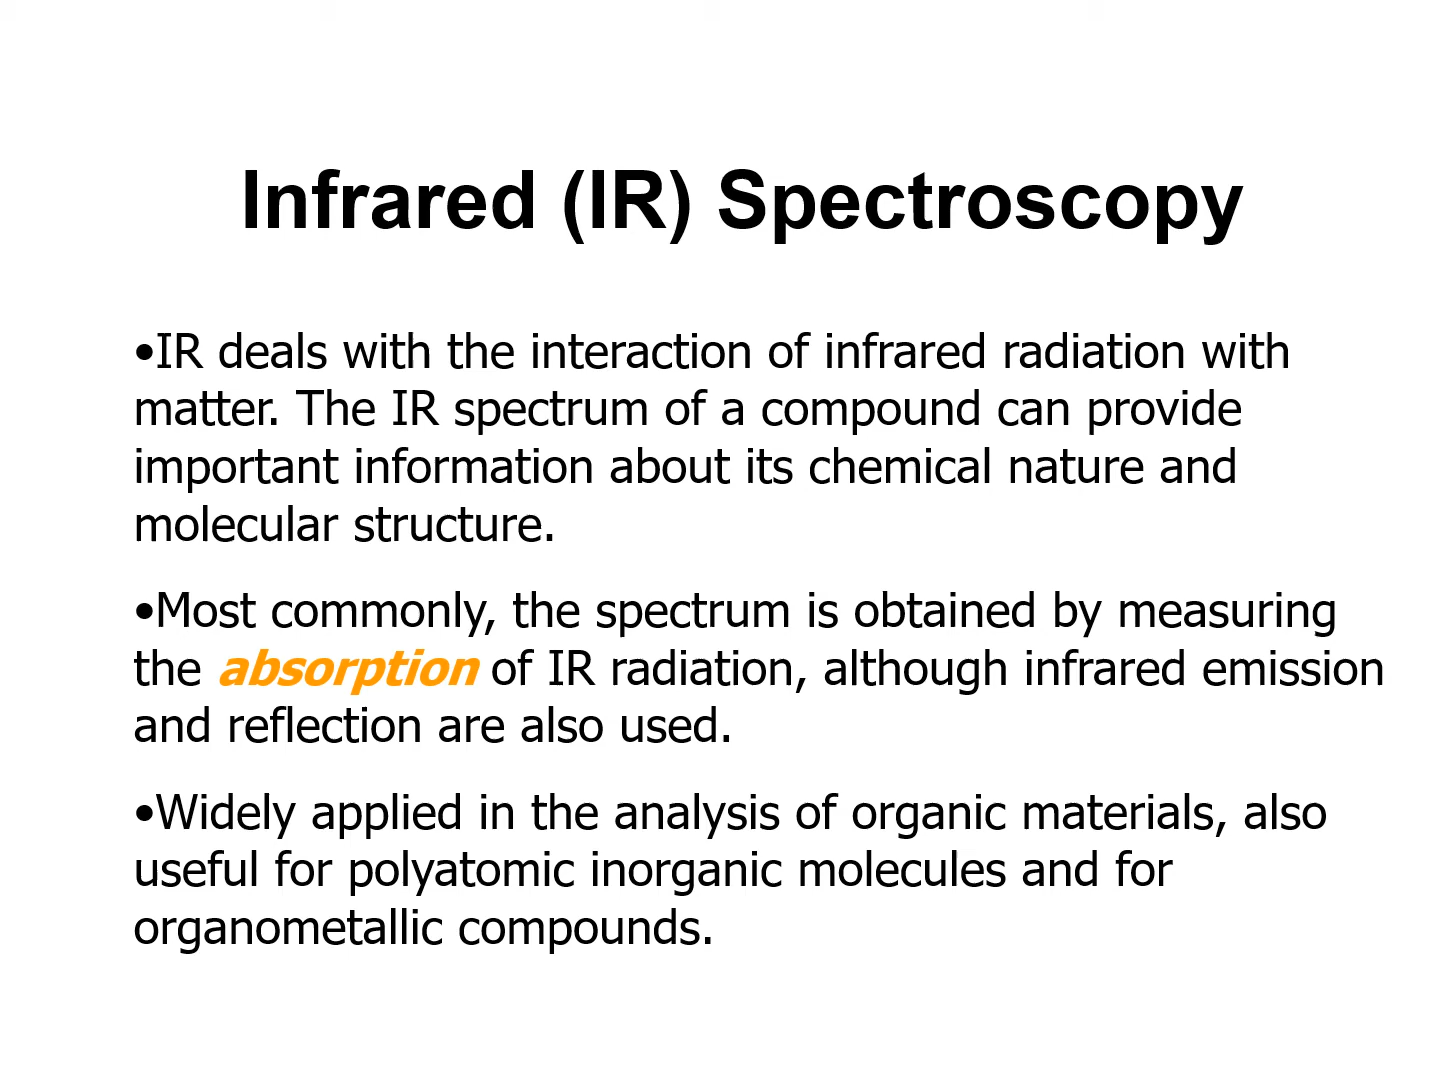 Infrared (IR) Spectroscopy
•IR deals with the interaction of infrared radiation with
matter. The IR spectrum of a compound can provide
important information about its chemical nature and
molecular structure.
•Most commonly, the spectrum is obtained by measuring
the absorption of IR radiation, although infrared emission
and reflection are also used.
•Widely applied in the analysis of organic materials, also
useful for polyatomic inorganic molecules and for
organometallic compounds.